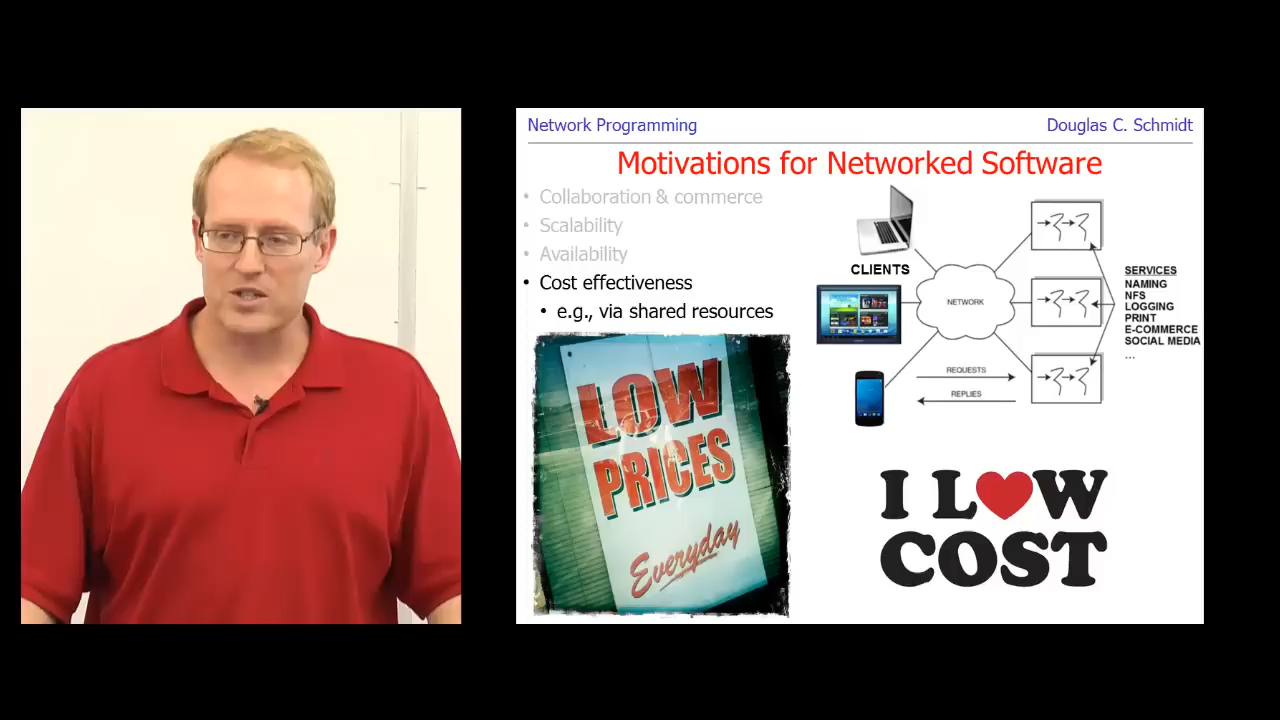 Network Programming
Douglas C. Schmidt
Motivations for Networked Software
• Collaboration & commerce
• Scalability
• Availability
• Cost effectiveness
• e.g., via shared resources
CLIENTS
NETWORK
REQUESTS
REPLIES
SERVICES
NAMING
NFS
LOGGING
PRINT
E-COMMERCE
SOCIAL MEDIA
...
LOW
PRICES
Everyday
I L❤W
COST